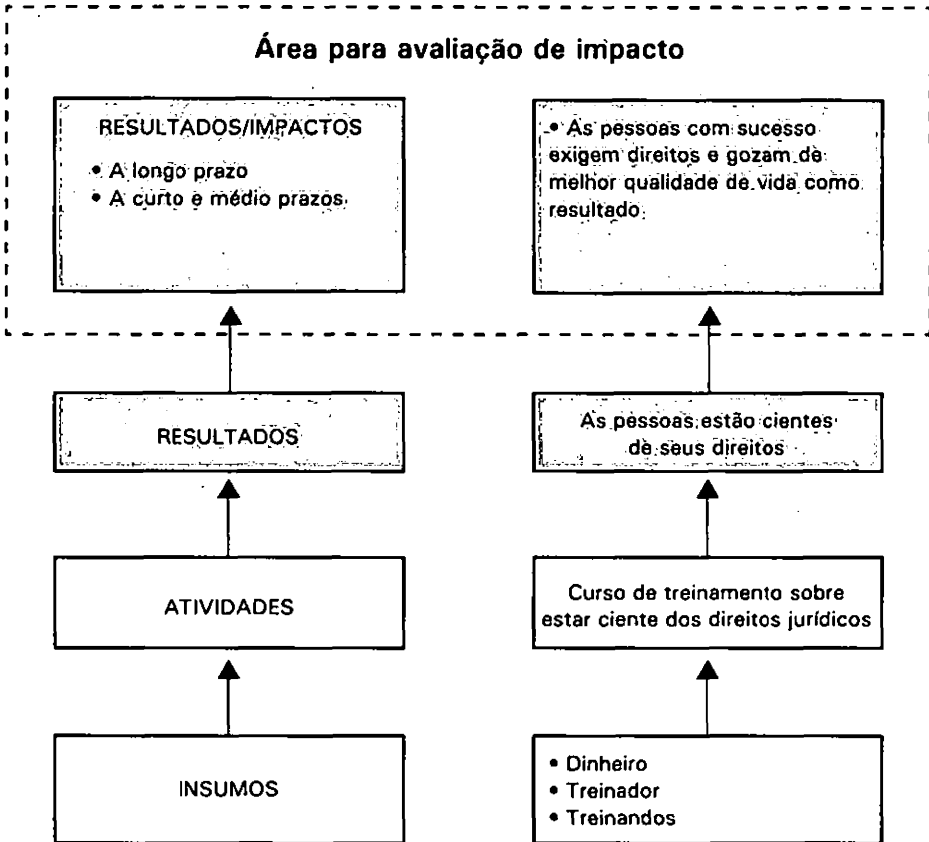 Área para avaliação de impacto
RESULTADOS/IMPACTOS
• A longo prazo
• A curto e médio prazos
• As pessoas com sucesso
exigem direitos e gozam de
melhor qualidade de vida como
resultado
RESULTADOS
As pessoas estão cientes
de seus direitos
ATIVIDADES
Curso de treinamento sobre
estar ciente dos direitos jurídicos
INSUMOS
• Dinheiro
• Treinador
• Treinandos